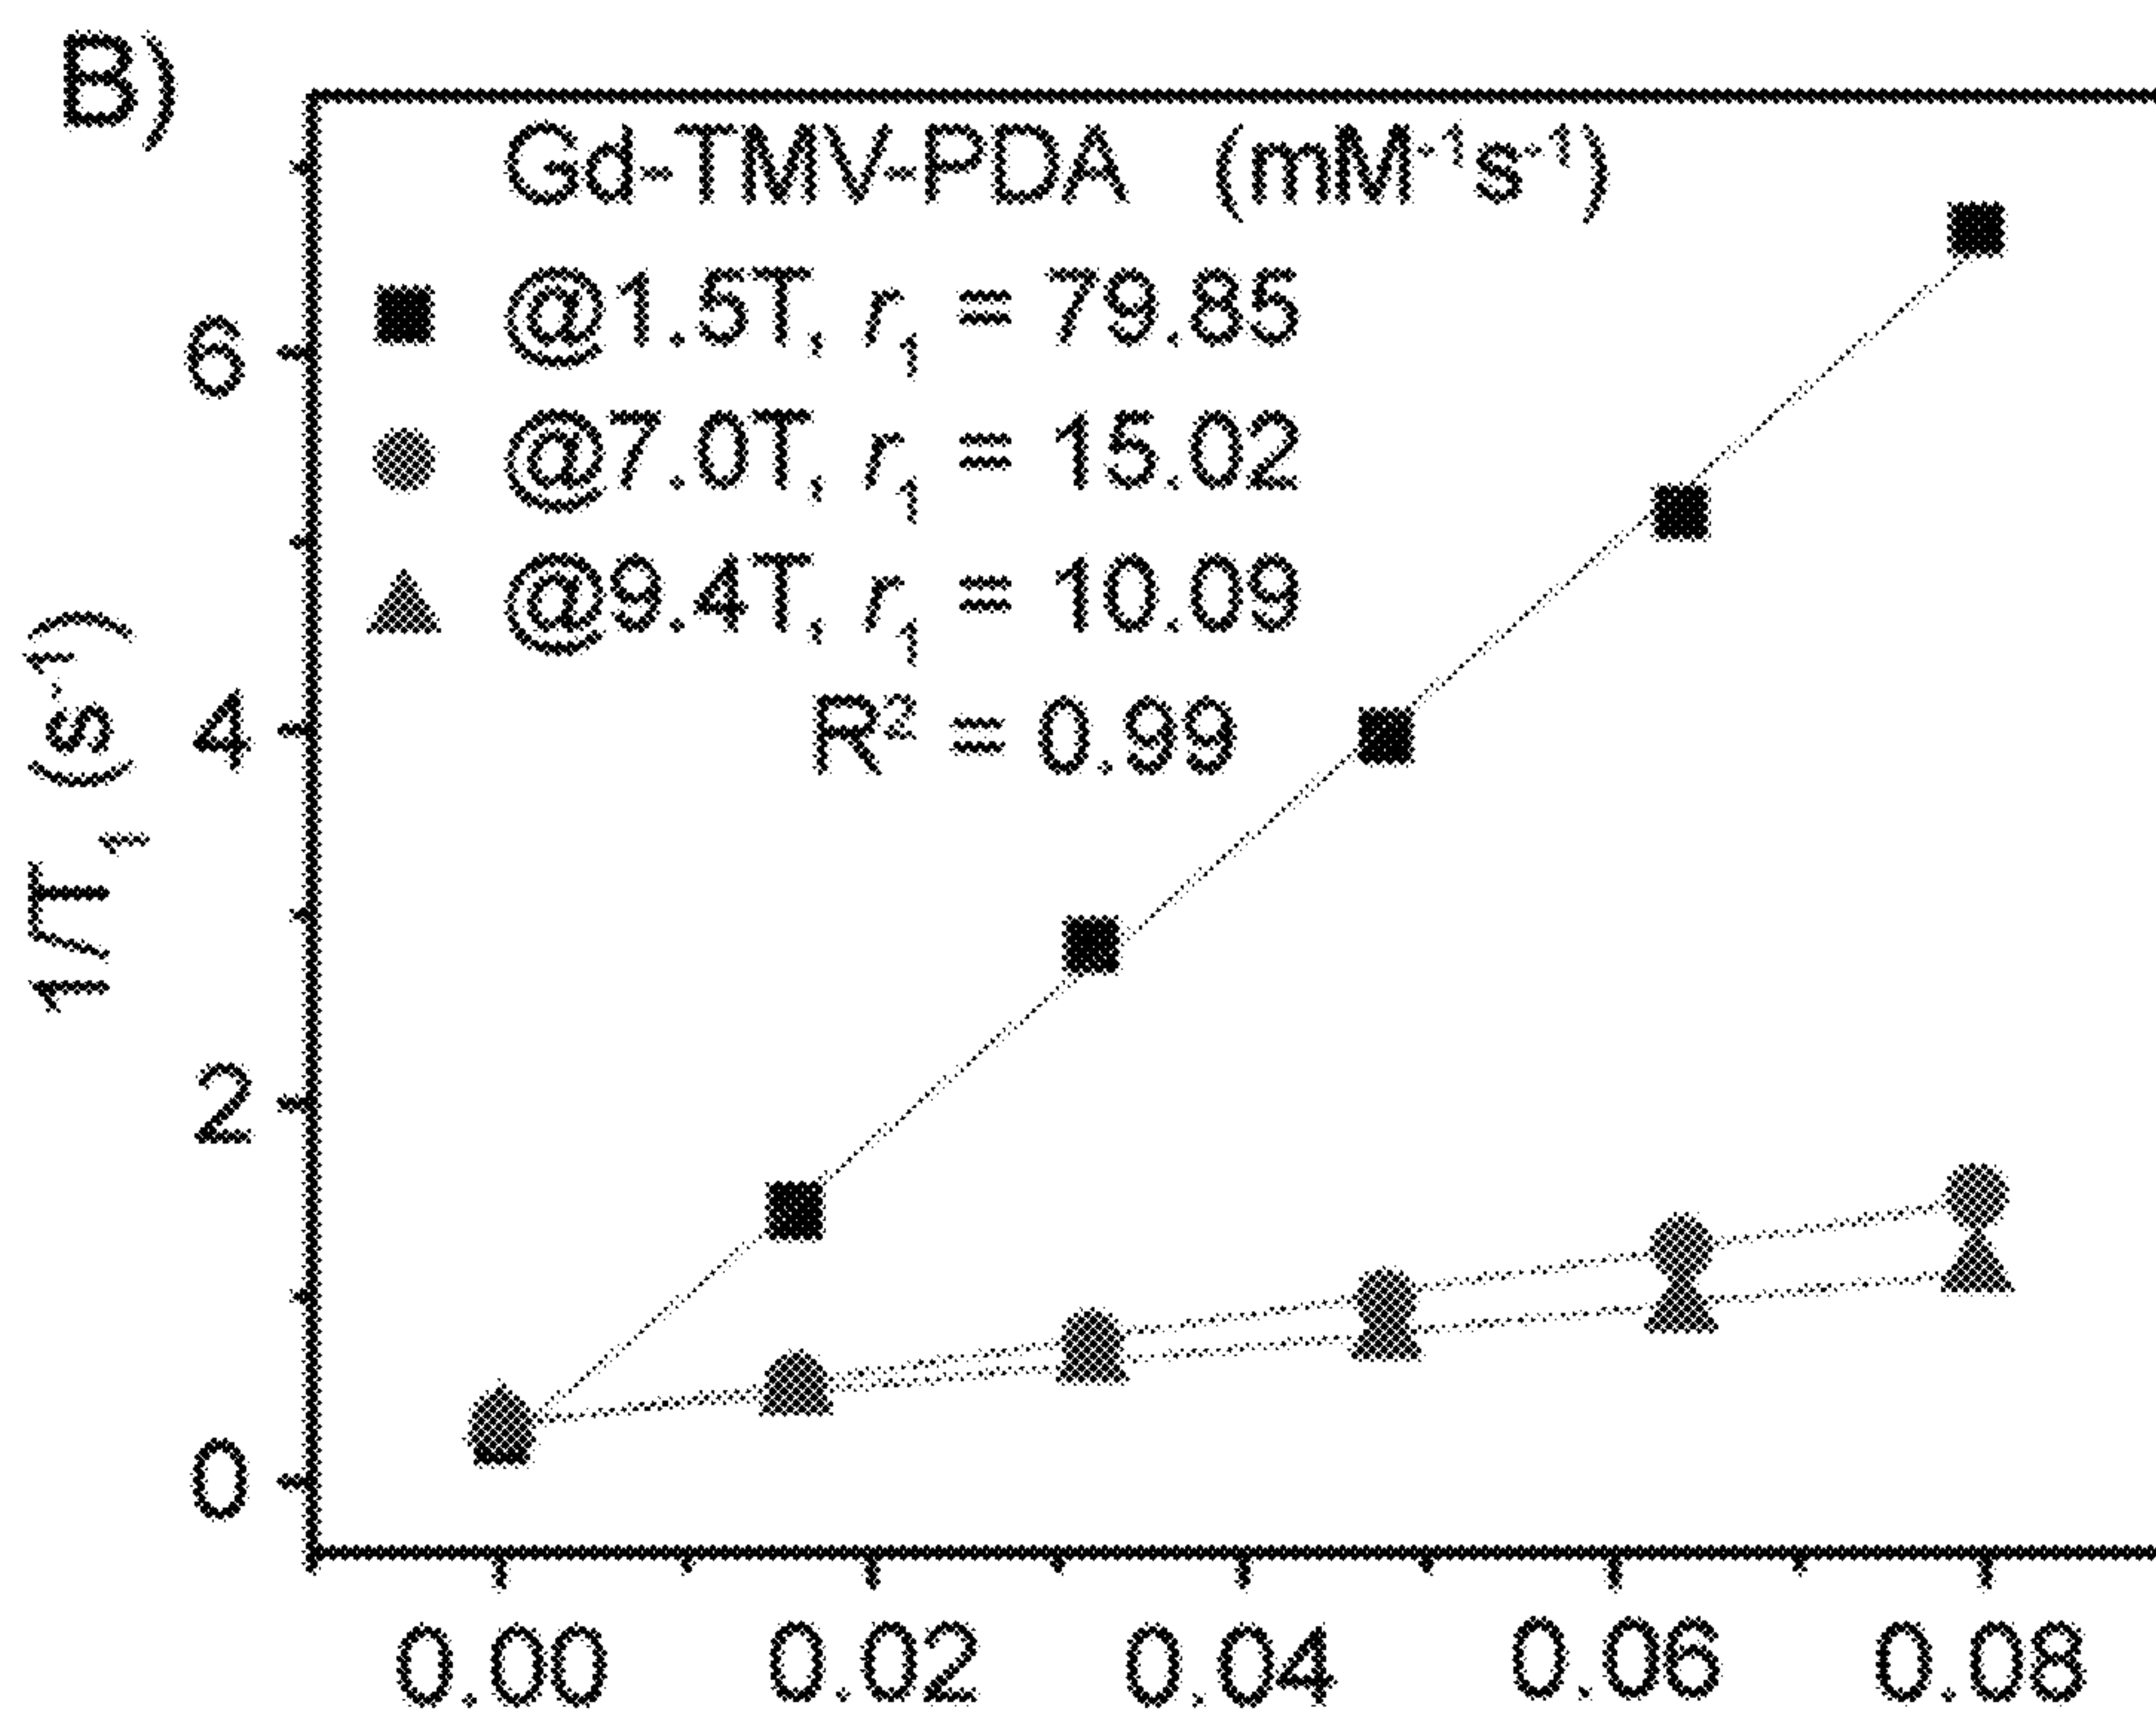 B)
Gd-TMV-PDA (mM⁻¹s⁻¹)
@1.5T, r₁ = 79.85
@7.0T, r₁ = 15.02
@9.4T, r₁ = 10.09
R² = 0.99
1/T₁ (s⁻¹)
6
4
2
0
0.00 0.02 0.04 0.06 0.08